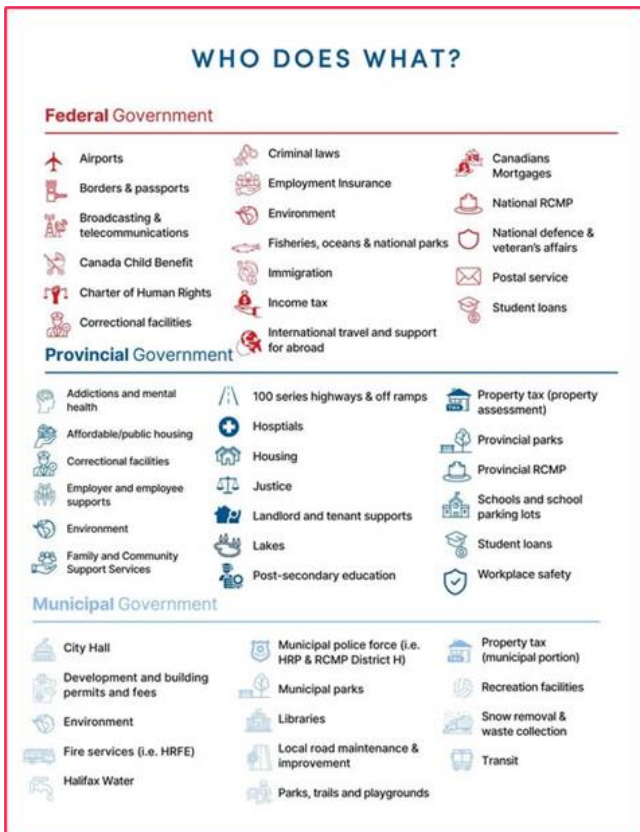 WHO DOES WHAT?
Federal Government
Airports
Borders & passports
Broadcasting &
telecommunications
Canada Child Benefit
Charter of Human Rights
Correctional facilities
Criminal laws
Employment Insurance
Environment
Fisheries, oceans & national parks
Immigration
Income tax
International travel and support
for abroad
Canadians
Mortgages
National RCMP
National defence &
veteran's affairs
Postal service
Student loans
Provincial Government
Addictions and mental
health
Affordable/public housing
Correctional facilities
Employer and employee
supports
Environment
Family and Community
Support Services
100 series highways & off ramps
Hosptials
Housing
Justice
Landlord and tenant supports
Lakes
Post-secondary education
Property tax (property
assessment)
Provincial parks
Provincial RCMP
Schools and school
parking lots
Student loans
Workplace safety
Municipal Government
City Hall
Development and building
permits and fees
Environment
Fire services (i.e. HRFE)
Halifax Water
Municipal police force (i.e.
HRP & RCMP District H)
Municipal parks
Libraries
Local road maintenance &
improvement
Parks, trails and playgrounds
Property tax
(municipal portion)
Recreation facilities
Snow removal &
waste collection
Transit